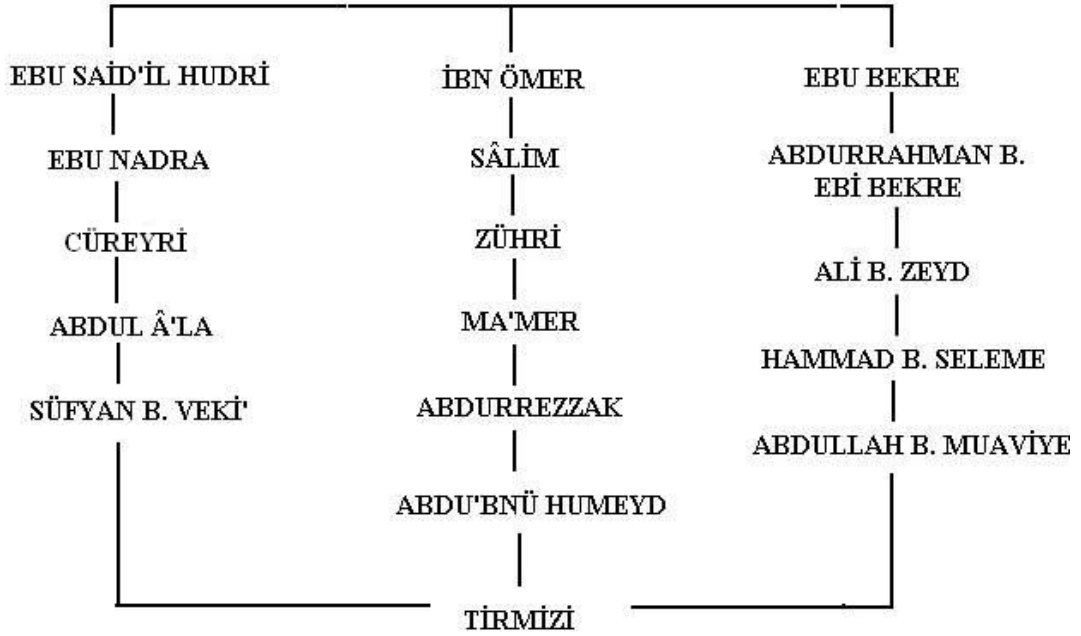 EBU SAİD'İL HUDRİ
EBU NADRA
CÜREYRİ
ABDUL Â'LA
SÜFYAN B. VEKİ'
İBN ÖMER
SÂLİM
ZÜHRİ
MA'MER
ABDURREZZAK
ABDU'BNÜ HUMEYD
EBU BEKRE
ABDURRAHMAN B.
EBİ BEKRE
ALİ B. ZEYD
HAMMAD B. SELEME
ABDULLAH B. MUAVİYE
TİRMİZİ